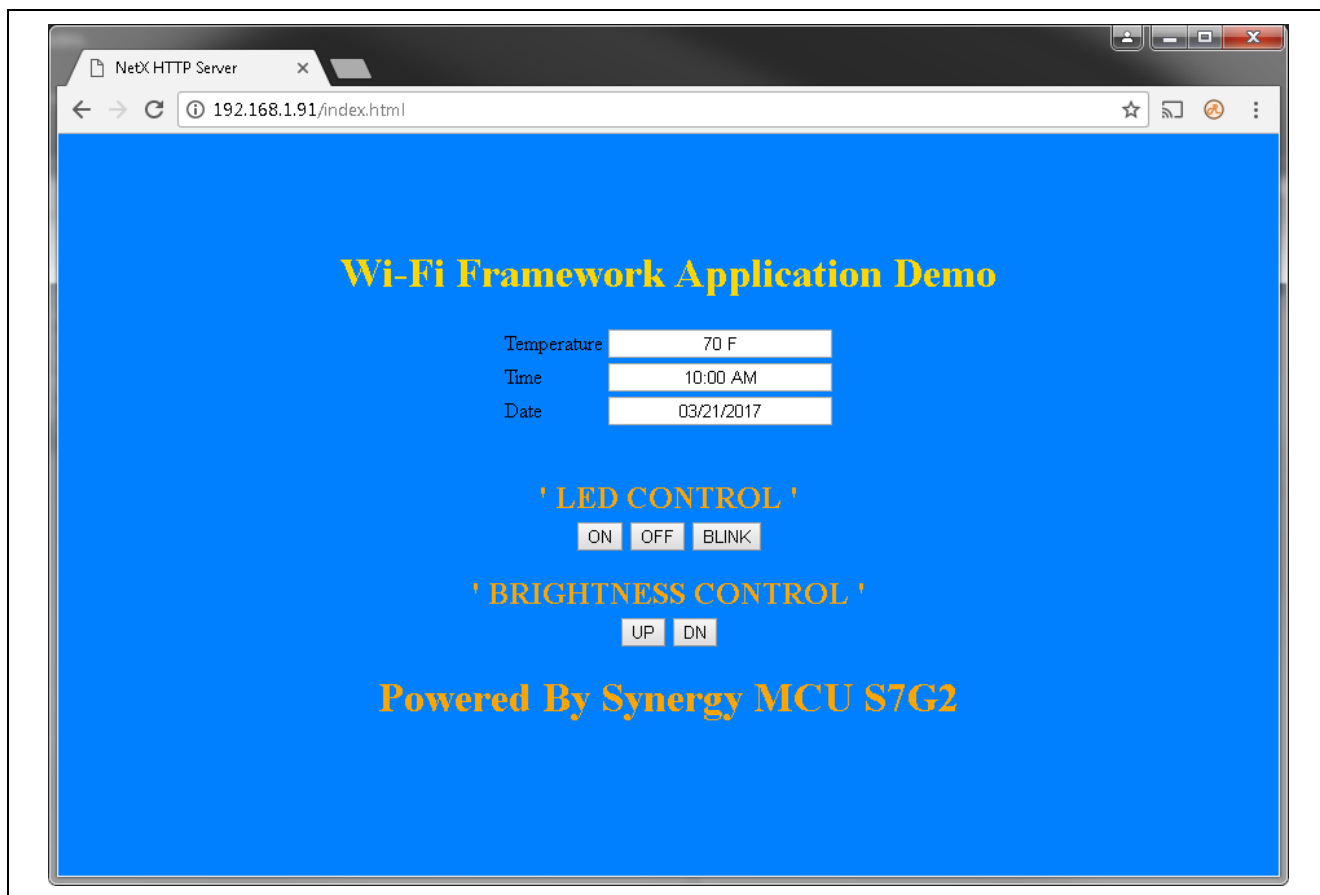 NetX HTTP Server
192.168.1.91/index.html
Wi-Fi Framework Application Demo
Temperature 70 F
Time 10:00 AM
Date 03/21/2017
' LED CONTROL '
ON OFF BLINK
' BRIGHTNESS CONTROL '
UP DN
Powered By Synergy MCU S7G2